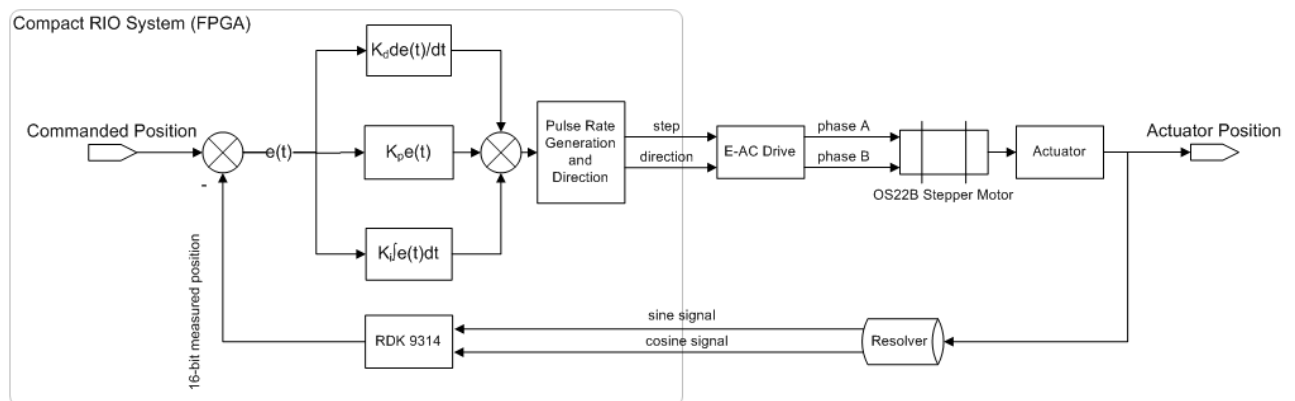 Compact RIO System (FPGA)
Kdde(t)/dt
Commanded Position
e(t)
Kpe(t)
Pulse Rate
Generation
and
Direction
step
direction
E-AC Drive
phase A
phase B
OS22B Stepper Motor
Actuator
Actuator Position
-
Ki∫e(t)dt
16-bit measured position
RDK 9314
sine signal
cosine signal
Resolver